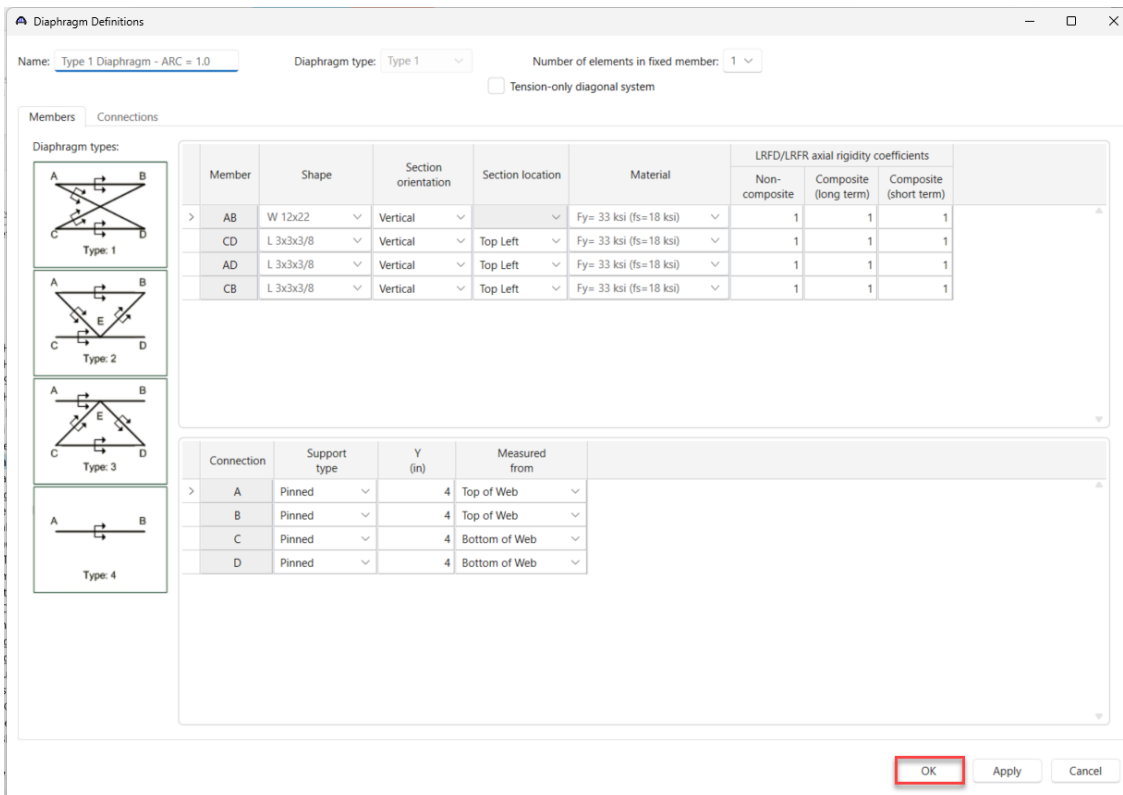 Diaphragm Definitions
Name: Type 1 Diaphragm - ARC = 1.0 Diaphragm type: Type 1 Number of elements in fixed member: 1
Tension-only diagonal system
Members Connections
Diaphragm types:
A B
C D
Type: 1
A B
E
C D
Type: 2
A B
E
C D
Type: 3
A B
Type: 4
LRFD/LRFR axial rigidity coefficients
Member Shape Section orientation Section location Material Non-composite Composite (long term) Composite (short term)
AB W 12x22 Vertical Fy= 33 ksi (fs=18 ksi) 1 1 1
CD L 3x3x3/8 Vertical Top Left Fy= 33 ksi (fs=18 ksi) 1 1 1
AD L 3x3x3/8 Vertical Top Left Fy= 33 ksi (fs=18 ksi) 1 1 1
CB L 3x3x3/8 Vertical Top Left Fy= 33 ksi (fs=18 ksi) 1 1 1
Connection Support type Y (in) Measured from
A Pinned 4 Top of Web
B Pinned 4 Top of Web
C Pinned 4 Bottom of Web
D Pinned 4 Bottom of Web
OK Apply Cancel